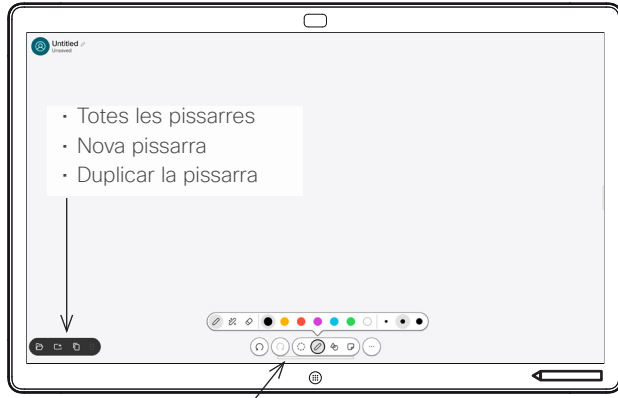 Untitled
Unsaved
· Totes les pissarres
· Nova pissarra
· Duplicar la pissarra